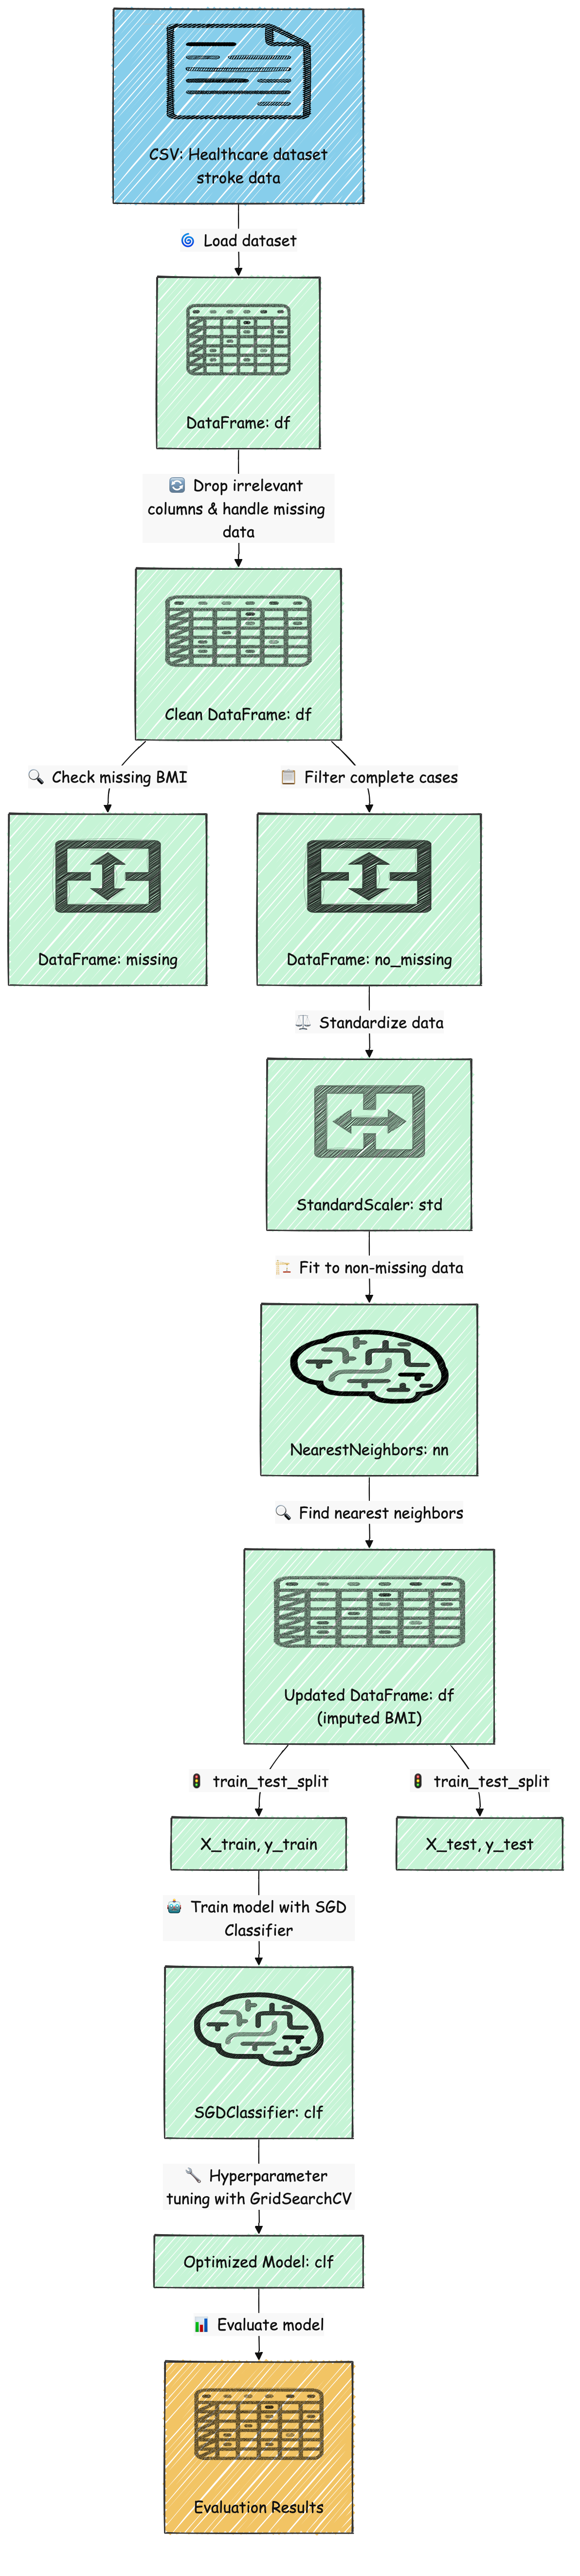 CSV: Healthcare dataset
stroke data
Load dataset
DataFrame: df
Drop irrelevant
columns & handle missing
data
Clean DataFrame: df
Check missing BMI
Filter complete cases
DataFrame: missing
DataFrame: no_missing
Standardize data
StandardScaler: std
Fit to non-missing data
NearestNeighbors: nn
Find nearest neighbors
Updated DataFrame: df
(imputed BMI)
train_test_split
train_test_split
X_train, y_train
X_test, y_test
Train model with SGD
Classifier
SGDClassifier: clf
Hyperparameter
tuning with GridSearchCV
Optimized Model: clf
Evaluate model
Evaluation Results